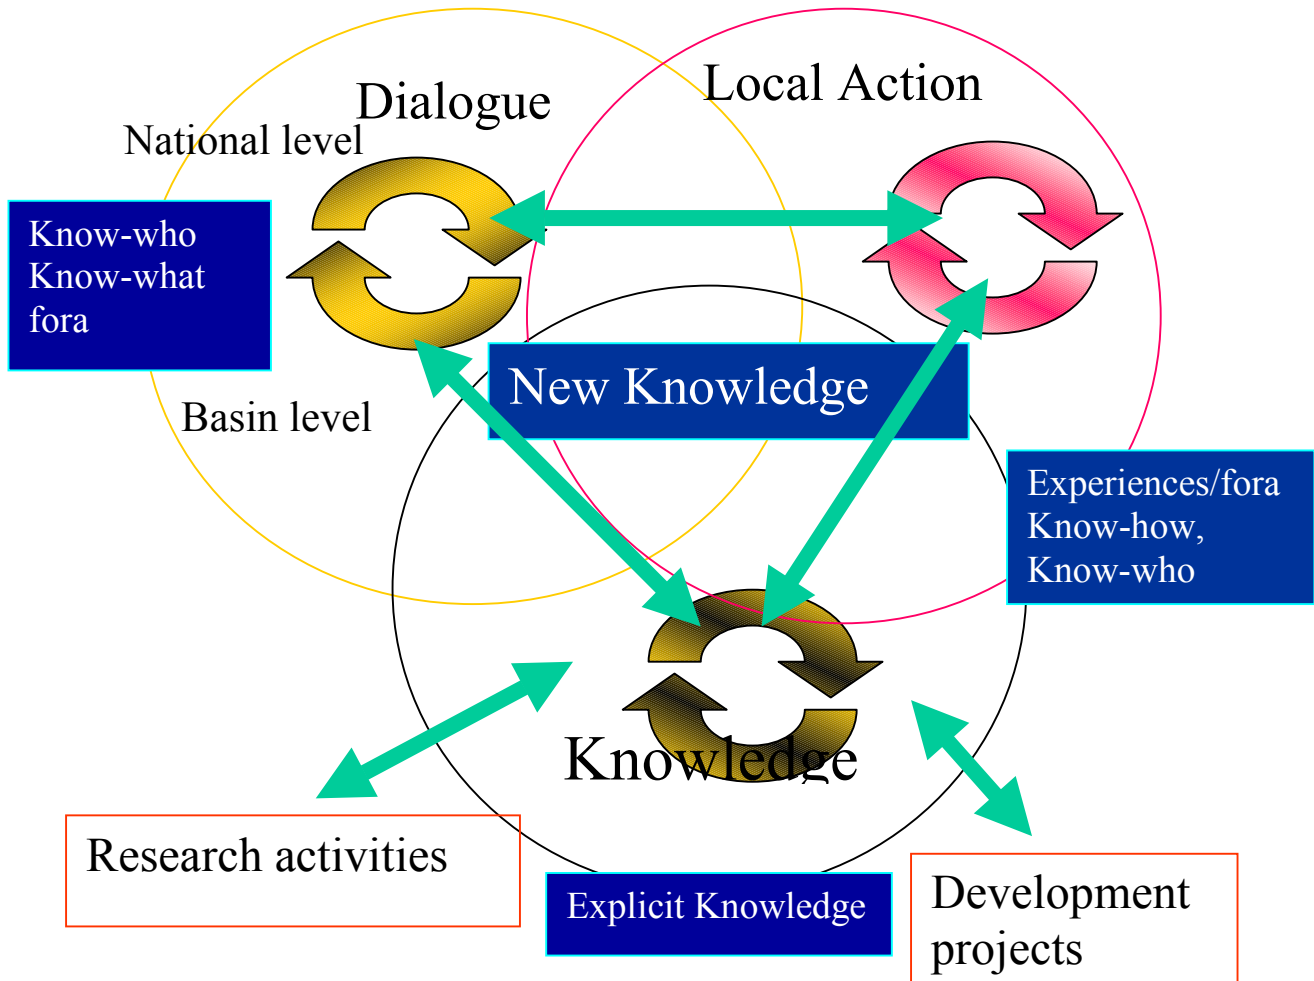 Dialogue
Local Action
National level
Know-who
Know-what
fora
New Knowledge
Basin level
Experiences/fora
Know-how,
Know-who
Knowledge
Research activities
Explicit Knowledge
Development
projects